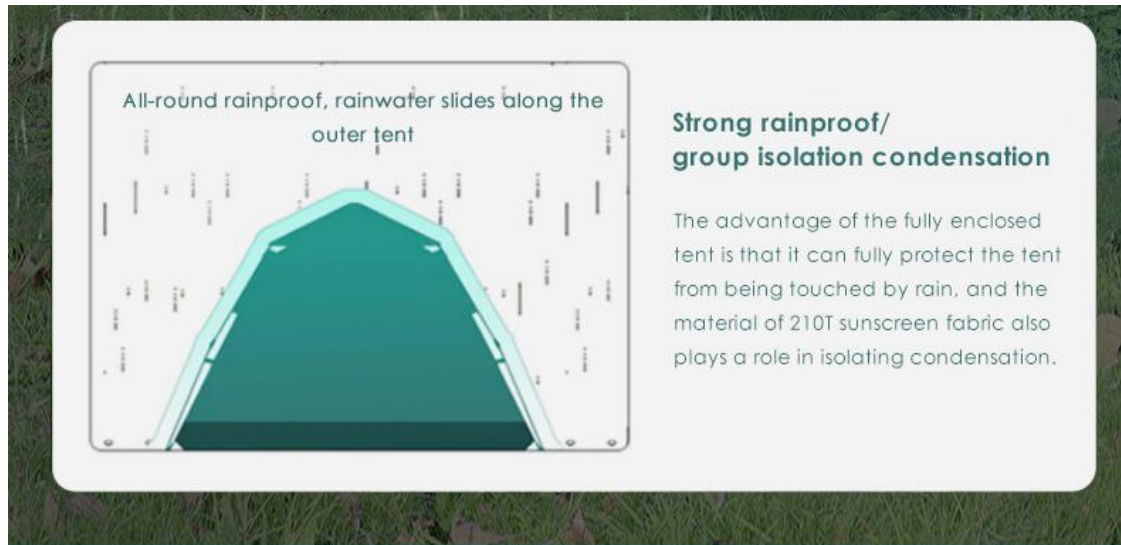 All-round rainproof, rainwater slides along the
outer tent
Strong rainproof/
group isolation condensation
The advantage of the fully enclosed
tent is that it can fully protect the tent
from being touched by rain, and the
material of 210T sunscreen fabric also
plays a role in isolating condensation.